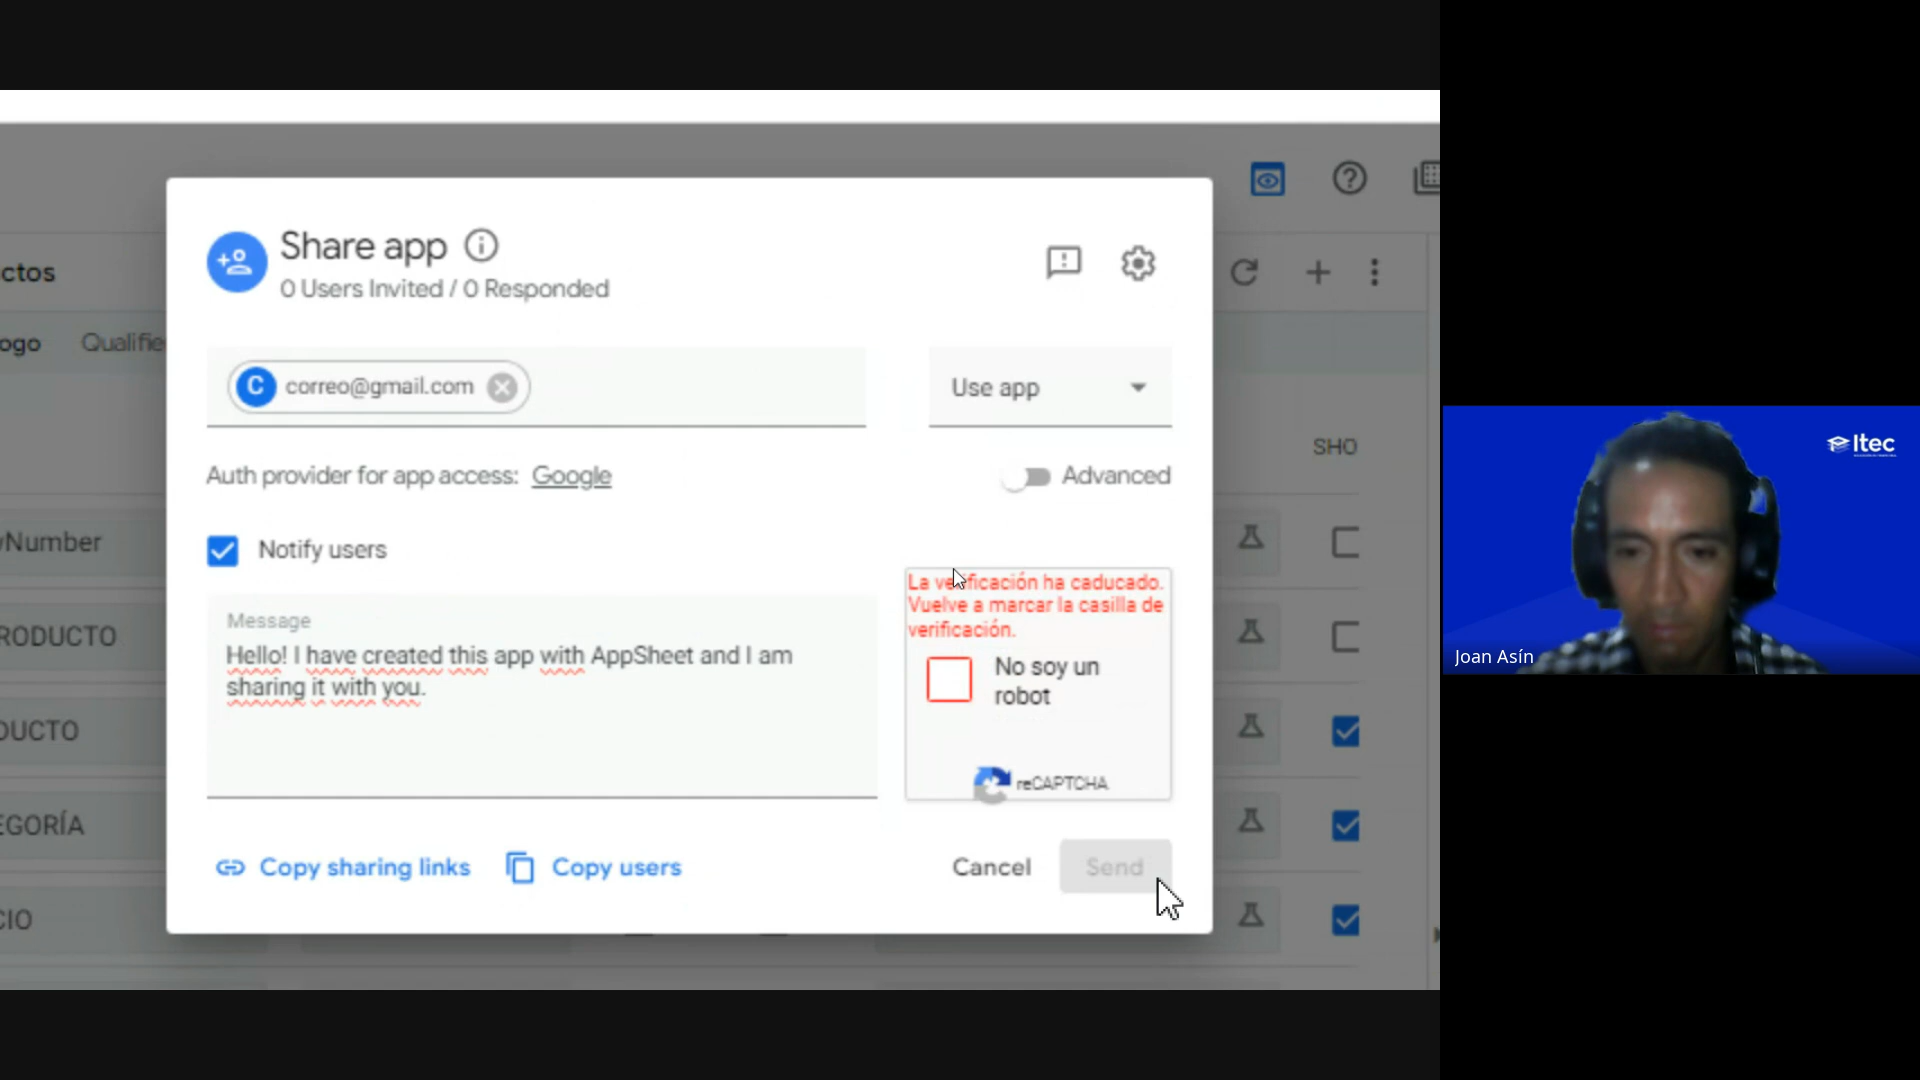 Share app
0 Users Invited / 0 Responded
ctos
ogo
Qualifie
C
correo@gmail.com
Use app
SHO
Auth provider for app access: Google
Advanced
Itec
Number
Notify users
La verificación ha caducado.
Vuelve a marcar la casilla de
verificación.
Message
Hello! I have created this app with AppSheet and I am
sharing it with you.
No soy un
robot
RODUCTO
Joan Asín
DUCTO
reCAPTCHA
EGORÍA
Copy sharing links
Copy users
Cancel
Send
CIO